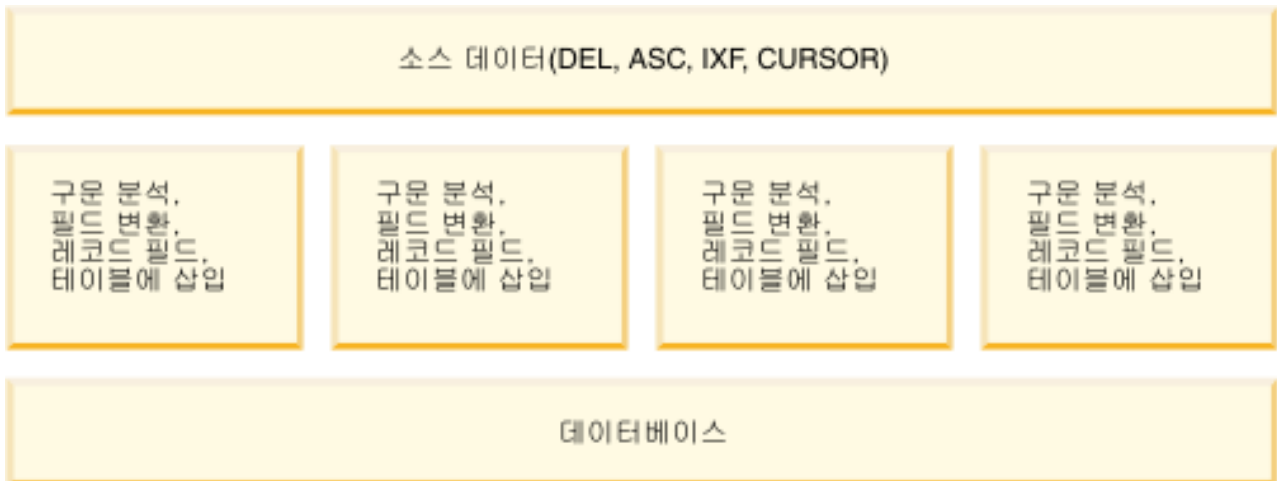 소스 데이터(DEL, ASC, IXF, CURSOR)
구문 분석,
필드 변환,
레코드 필드,
테이블에 삽입
구문 분석,
필드 변환,
레코드 필드,
테이블에 삽입
구문 분석,
필드 변환,
레코드 필드,
테이블에 삽입
구문 분석,
필드 변환,
레코드 필드,
테이블에 삽입
데이터베이스